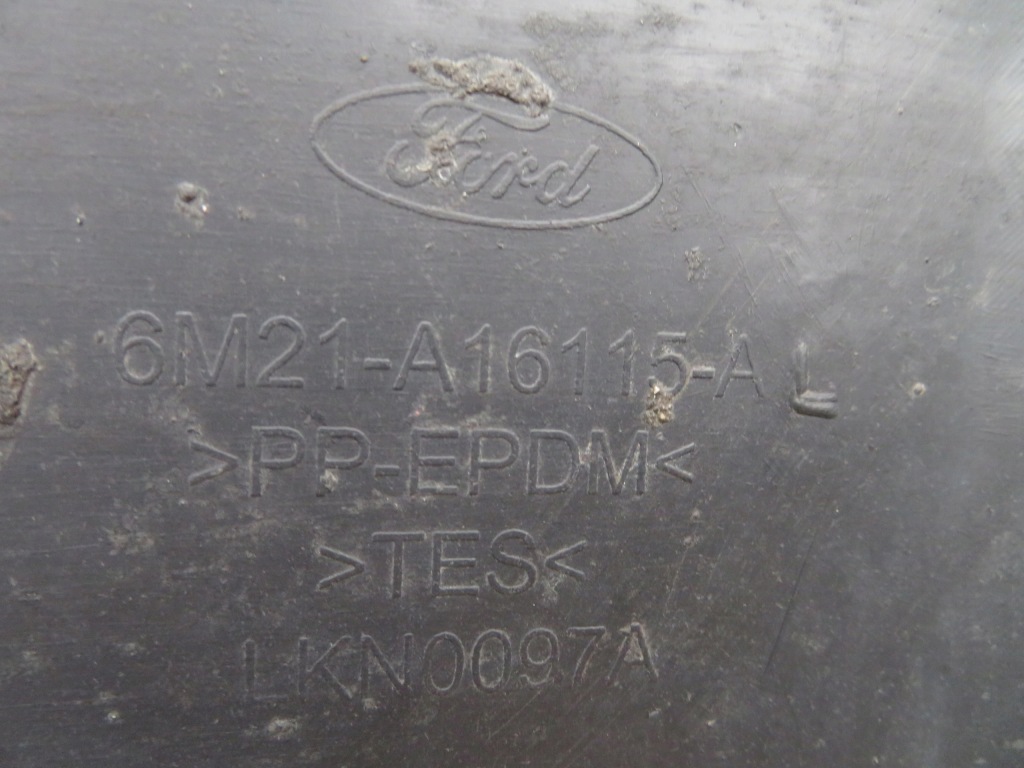 Ford
6M21-A16115-A L
>PP-EPDM<
>TES<
LKN0097A